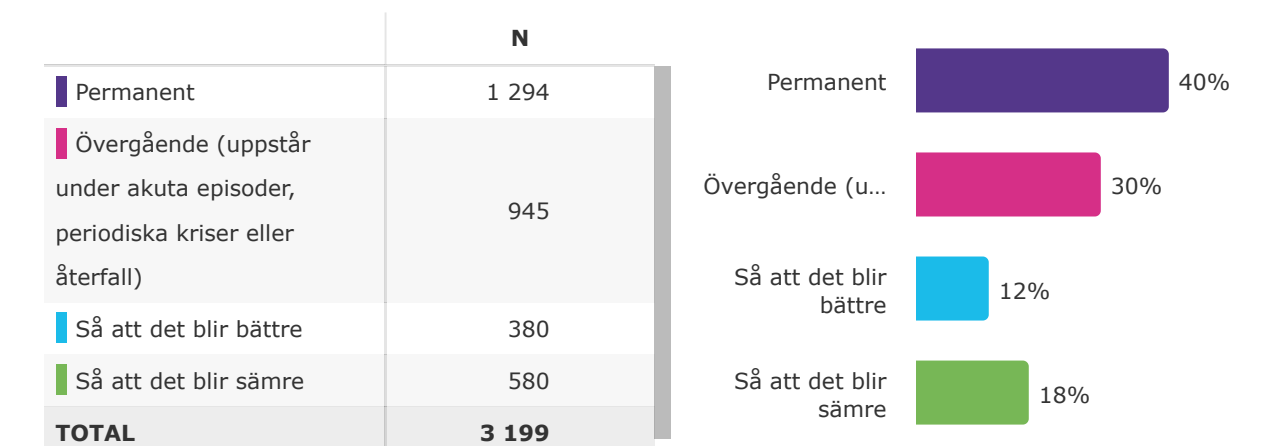 N
Permanent 1 294
Övergående (uppstår
under akuta episoder,
periodiska kriser eller
återfall)
945
Så att det blir bättre 380
Så att det blir sämre 580
TOTAL 3 199
Permanent 40%
Övergående (u... 30%
Så att det blir
bättre
12%
Så att det blir
sämre
18%